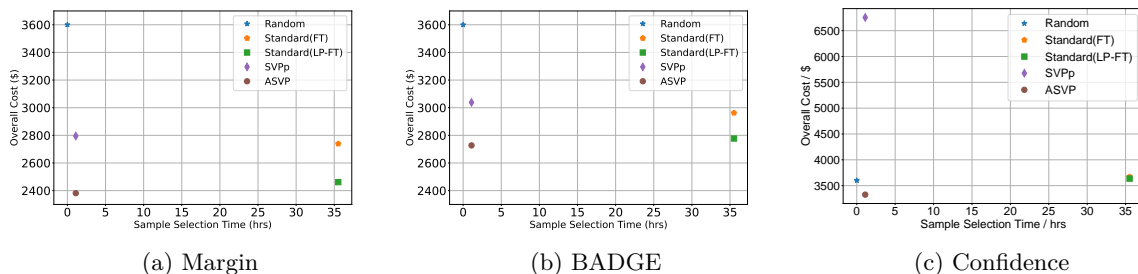 3600
3400
3200
3000
2800
2600
2400
Overall Cost ($)
0 5 10 15 20 25 30 35
Sample Selection Time (hrs)
Random
Standard(FT)
Standard(LP-FT)
SVPp
ASVP
(a) Margin
3600
3400
3200
3000
2800
2600
2400
Overall Cost ($)
0 5 10 15 20 25 30 35
Sample Selection Time (hrs)
Random
Standard(FT)
Standard(LP-FT)
SVPp
ASVP
(b) BADGE
6500
6000
5500
5000
4500
4000
3500
Overall Cost / $
0 5 10 15 20 25 30 35
Sample Selection Time / hrs
Random
Standard(FT)
Standard(LP-FT)
SVPp
ASVP
(c) Confidence